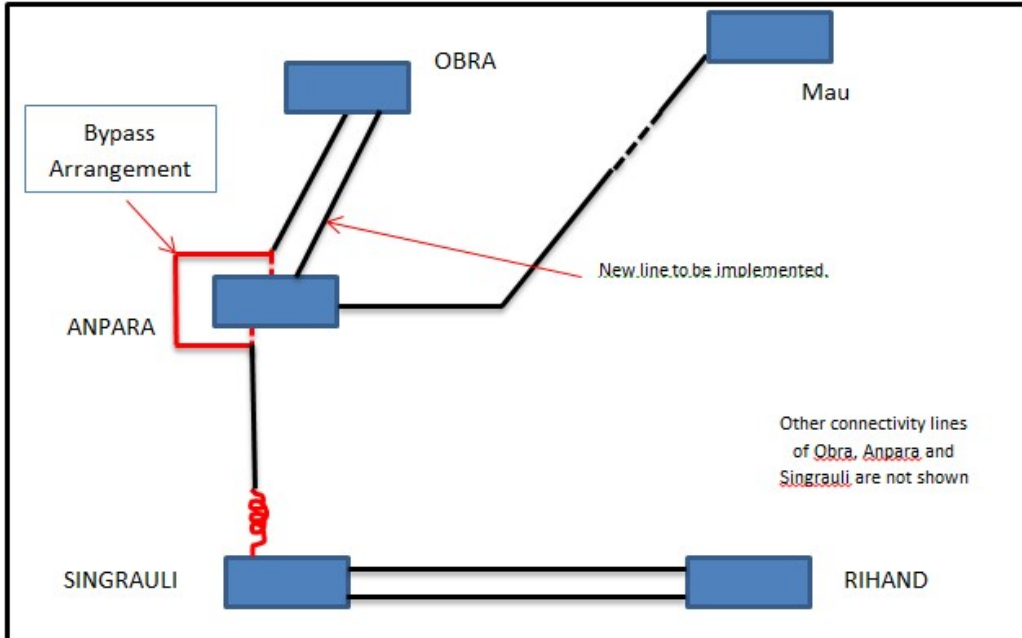 OBRA
Mau
Bypass
Arrangement
New line to be implemented.
ANPARA
Other connectivity lines
of Obra, Anpara and
Singrauli are not shown
SINGRAULI
RIHAND